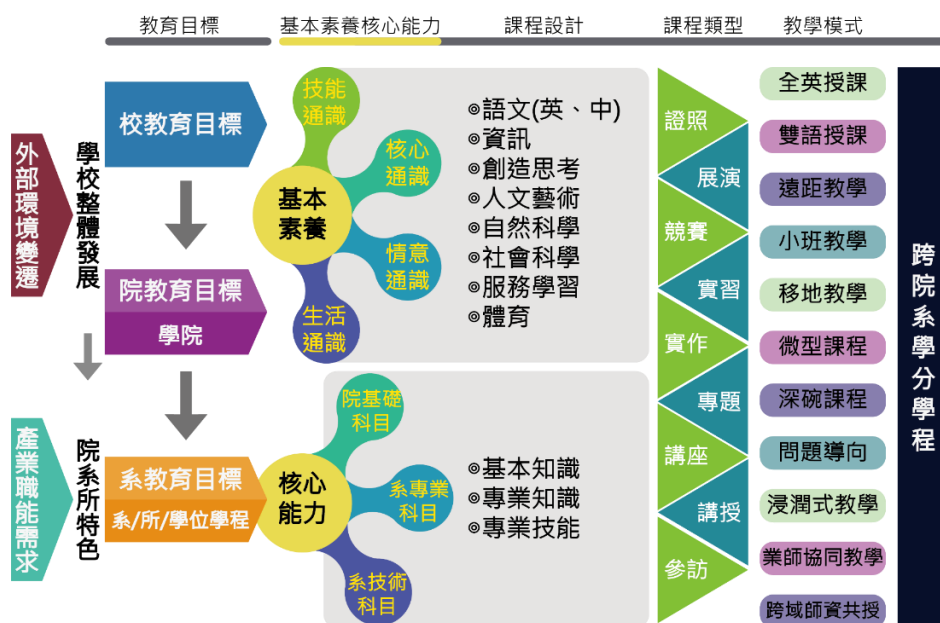 教育目標
基本素養核心能力
課程設計
課程類型
教學模式
外部環境變遷
學校整體發展
產業職能需求
院系所特色
校教育目標
院教育目標
學院
系教育目標
系/所/學位學程
基本
素養
技能
通識
核心
通識
情意
通識
生活
通識
◎語文(英、中)
◎資訊
◎創造思考
◎人文藝術
◎自然科學
◎社會科學
◎服務學習
◎體育
核心
能力
院基礎
科目
系專業
科目
系技術
科目
◎基本知識
◎專業知識
◎專業技能
證照
展演
競賽
實習
實作
專題
講座
講授
參訪
全英授課
雙語授課
遠距教學
小班教學
移地教學
微型課程
深碗課程
問題導向
浸潤式教學
業師協同教學
跨域師資共授
跨院系學分學程